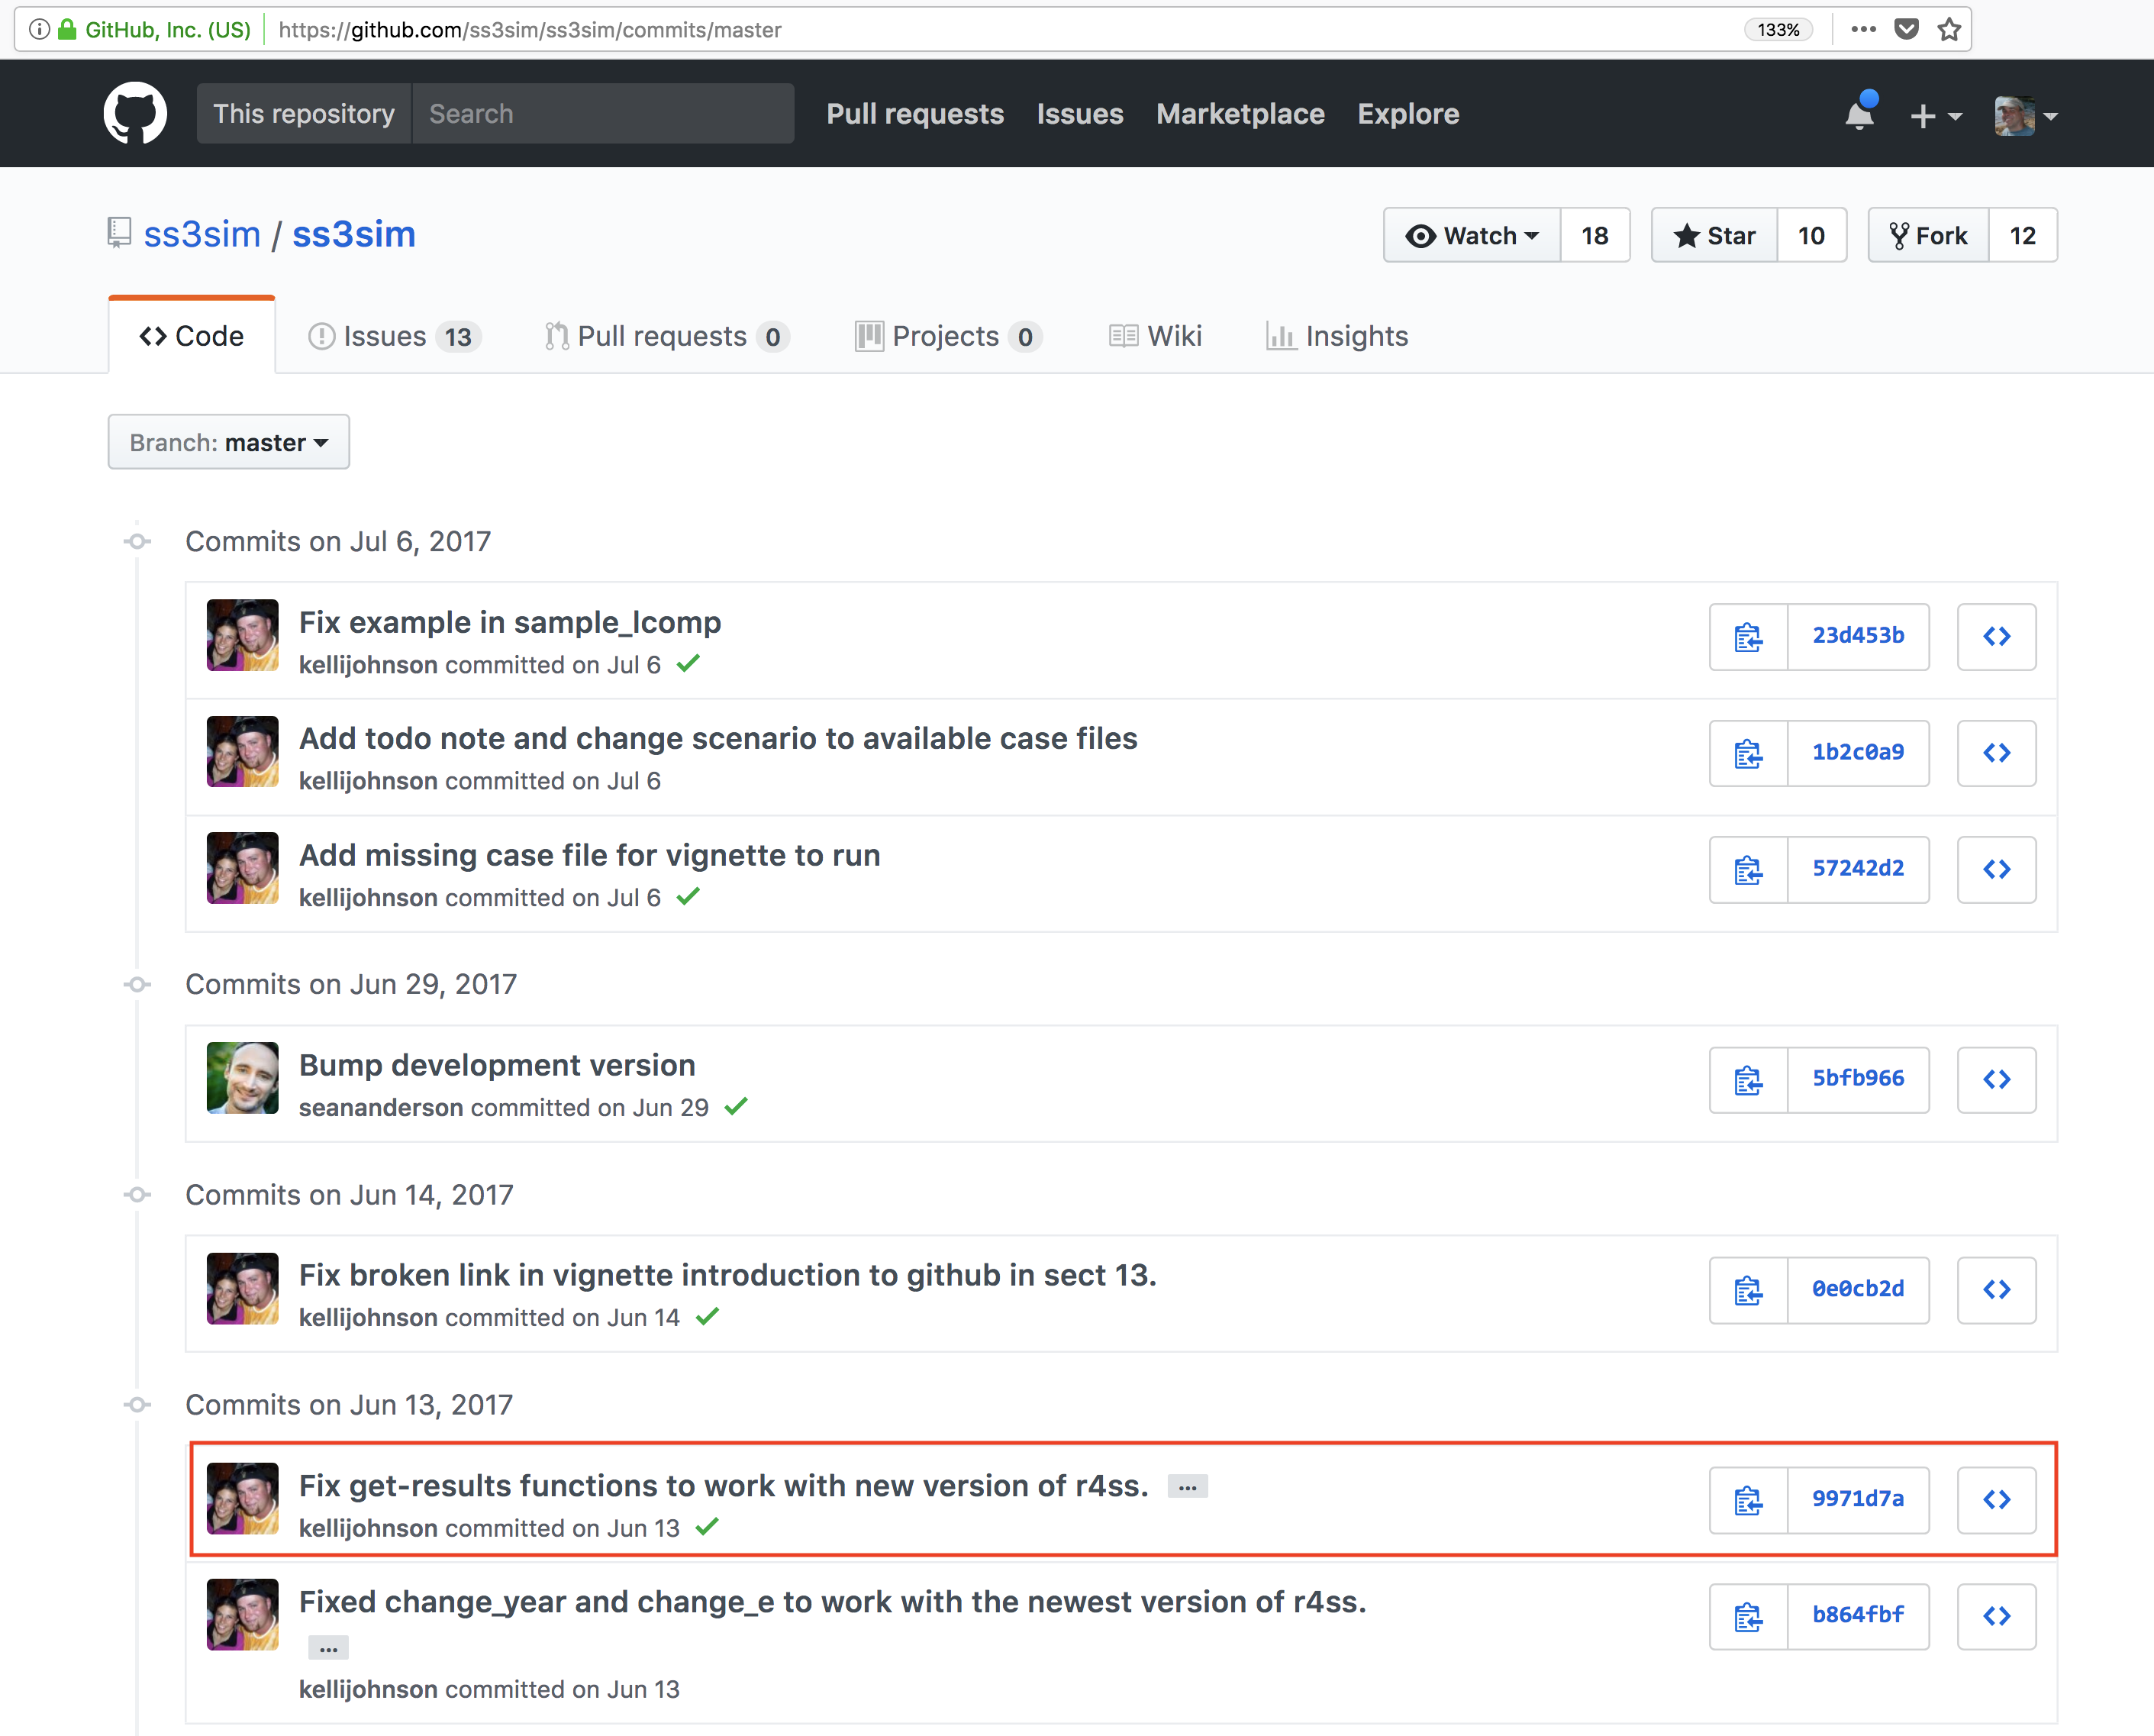 GitHub, Inc. (US) https://github.com/ss3sim/ss3sim/commits/master 133%
This repository Search Pull requests Issues Marketplace Explore
ss3sim / ss3sim Watch 18 Star 10 Fork 12
Code Issues 13 Pull requests 0 Projects 0 Wiki Insights
Branch: master
Commits on Jul 6, 2017
Fix example in sample_lcomp
kellijohnson committed on Jul 6
23d453b
Add todo note and change scenario to available case files
kellijohnson committed on Jul 6
1b2c0a9
Add missing case file for vignette to run
kellijohnson committed on Jul 6
57242d2
Commits on Jun 29, 2017
Bump development version
seananderson committed on Jun 29
5bfb966
Commits on Jun 14, 2017
Fix broken link in vignette introduction to github in sect 13.
kellijohnson committed on Jun 14
0e0cb2d
Commits on Jun 13, 2017
Fix get-results functions to work with new version of r4ss. …
kellijohnson committed on Jun 13
9971d7a
Fixed change_year and change_e to work with the newest version of r4ss.
…
kellijohnson committed on Jun 13
b864fbf